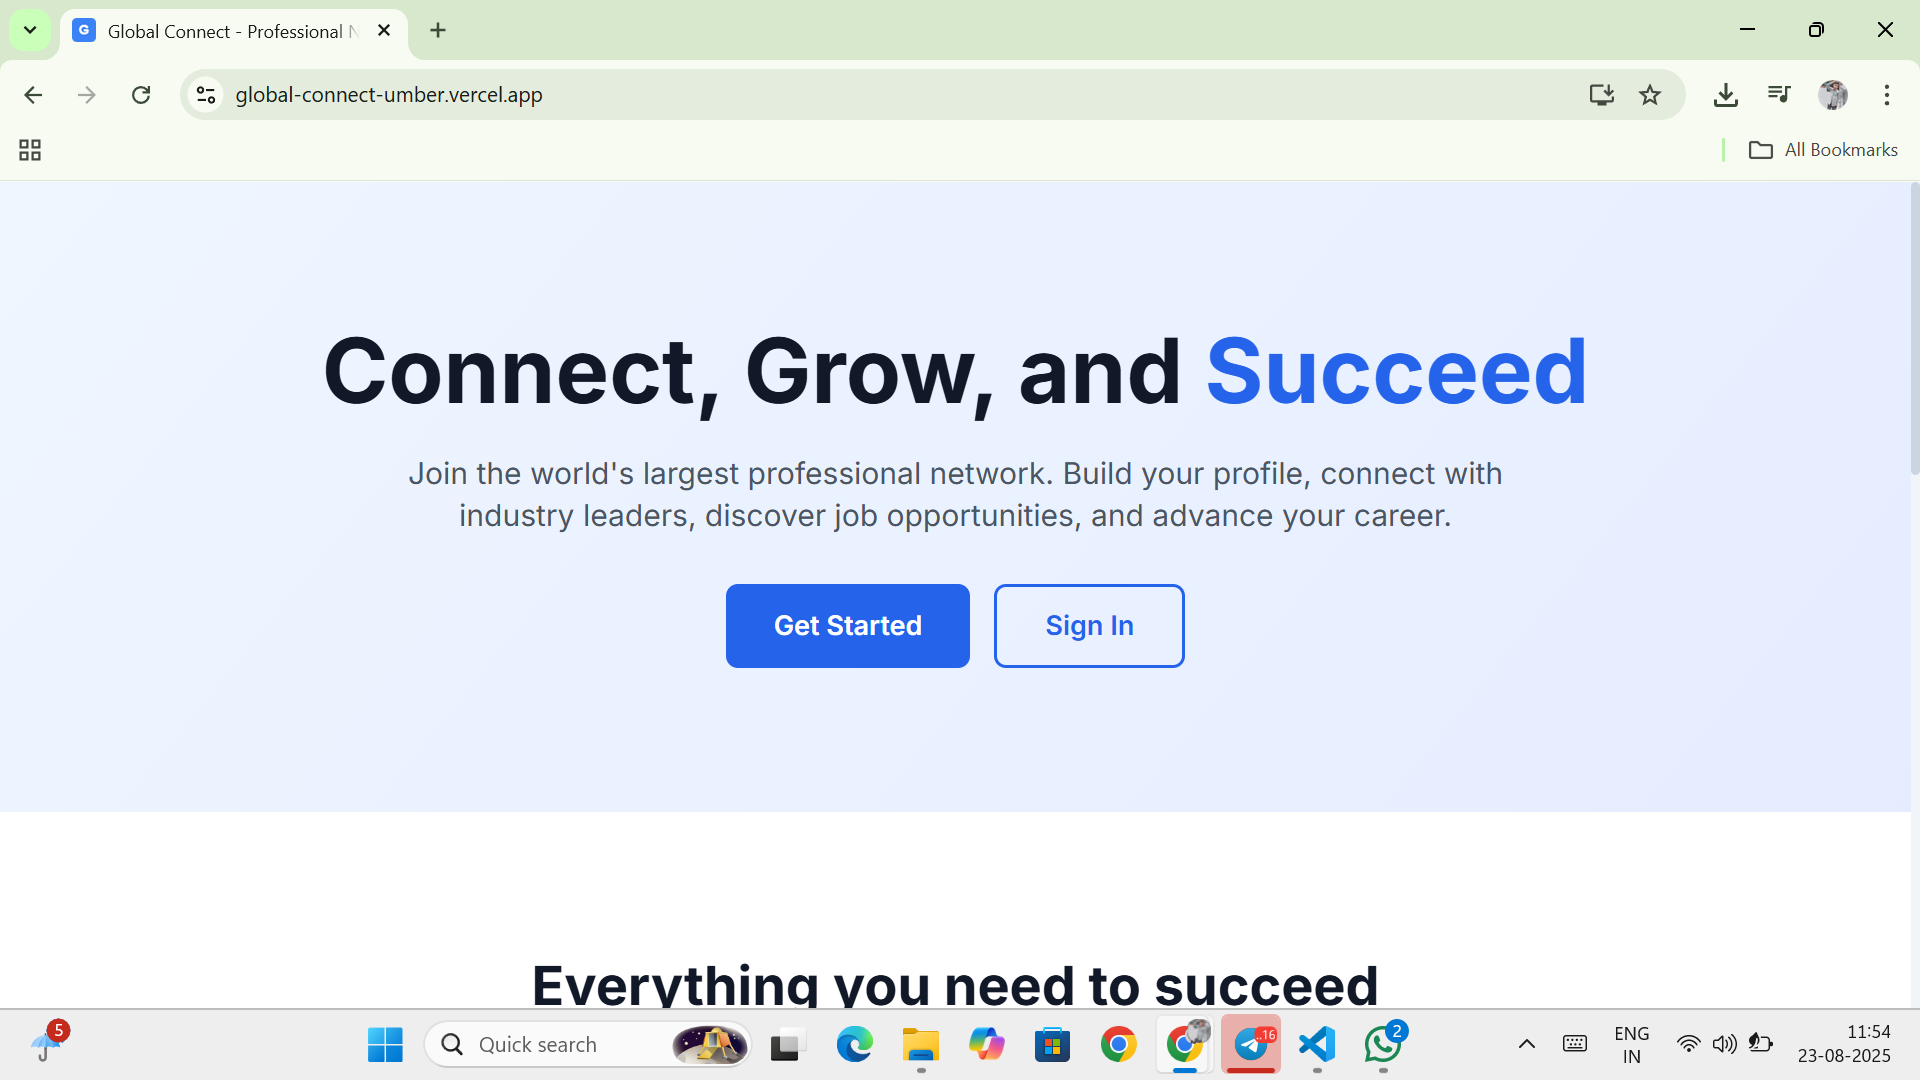 G
Global Connect - Professional
global-connect-umber.vercel.app
All Bookmarks
Connect, Grow, and Succeed
Join the world's largest professional network. Build your profile, connect with
industry leaders, discover job opportunities, and advance your career.
Get Started
Sign In
Everything you need to succeed
5
Quick search
..16
2
ENG
IN
11:54
23-08-2025